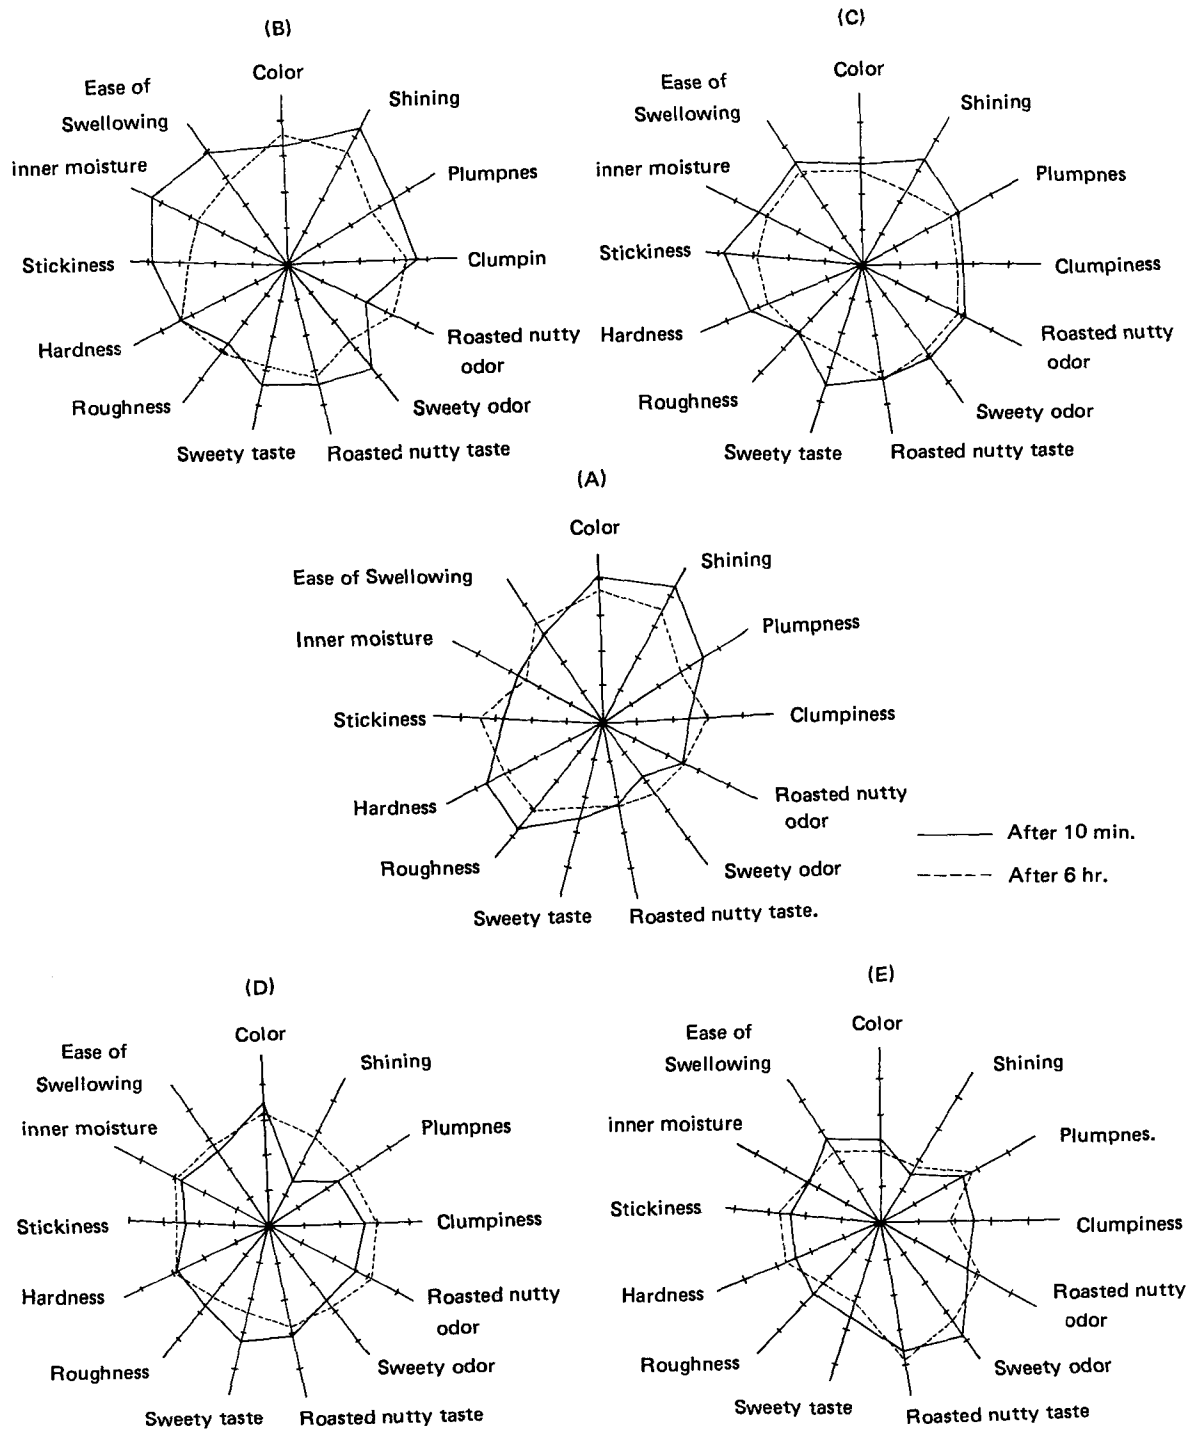 (B)
Color
Ease of
Swellowing
Shining
inner moisture
Plumpnes
Stickiness
Clumpin
Hardness
Roasted nutty
odor
Roughness
Sweety odor
Sweety taste
Roasted nutty taste
(C)
Color
Ease of
Swellowing
Shining
inner moisture
Plumpnes
Stickiness
Clumpiness
Hardness
Roasted nutty
odor
Roughness
Sweety odor
Sweety taste
Roasted nutty taste
(A)
Color
Shining
Ease of Swellowing
Plumpness
Inner moisture
Stickiness
Clumpiness
Hardness
Roasted nutty
odor
Roughness
Sweety odor
Sweety taste
Roasted nutty taste.
After 10 min.
After 6 hr.
(D)
Color
Ease of
Swellowing
Shining
inner moisture
Plumpnes
Stickiness
Clumpiness
Hardness
Roasted nutty
odor
Roughness
Sweety odor
Sweety taste
Roasted nutty taste
(E)
Color
Ease of
Swellowing
Shining
inner moisture
Plumpnes.
Stickiness
Clumpiness
Hardness
Roasted nutty
odor
Roughness
Sweety odor
Sweety taste
Roasted nutty taste